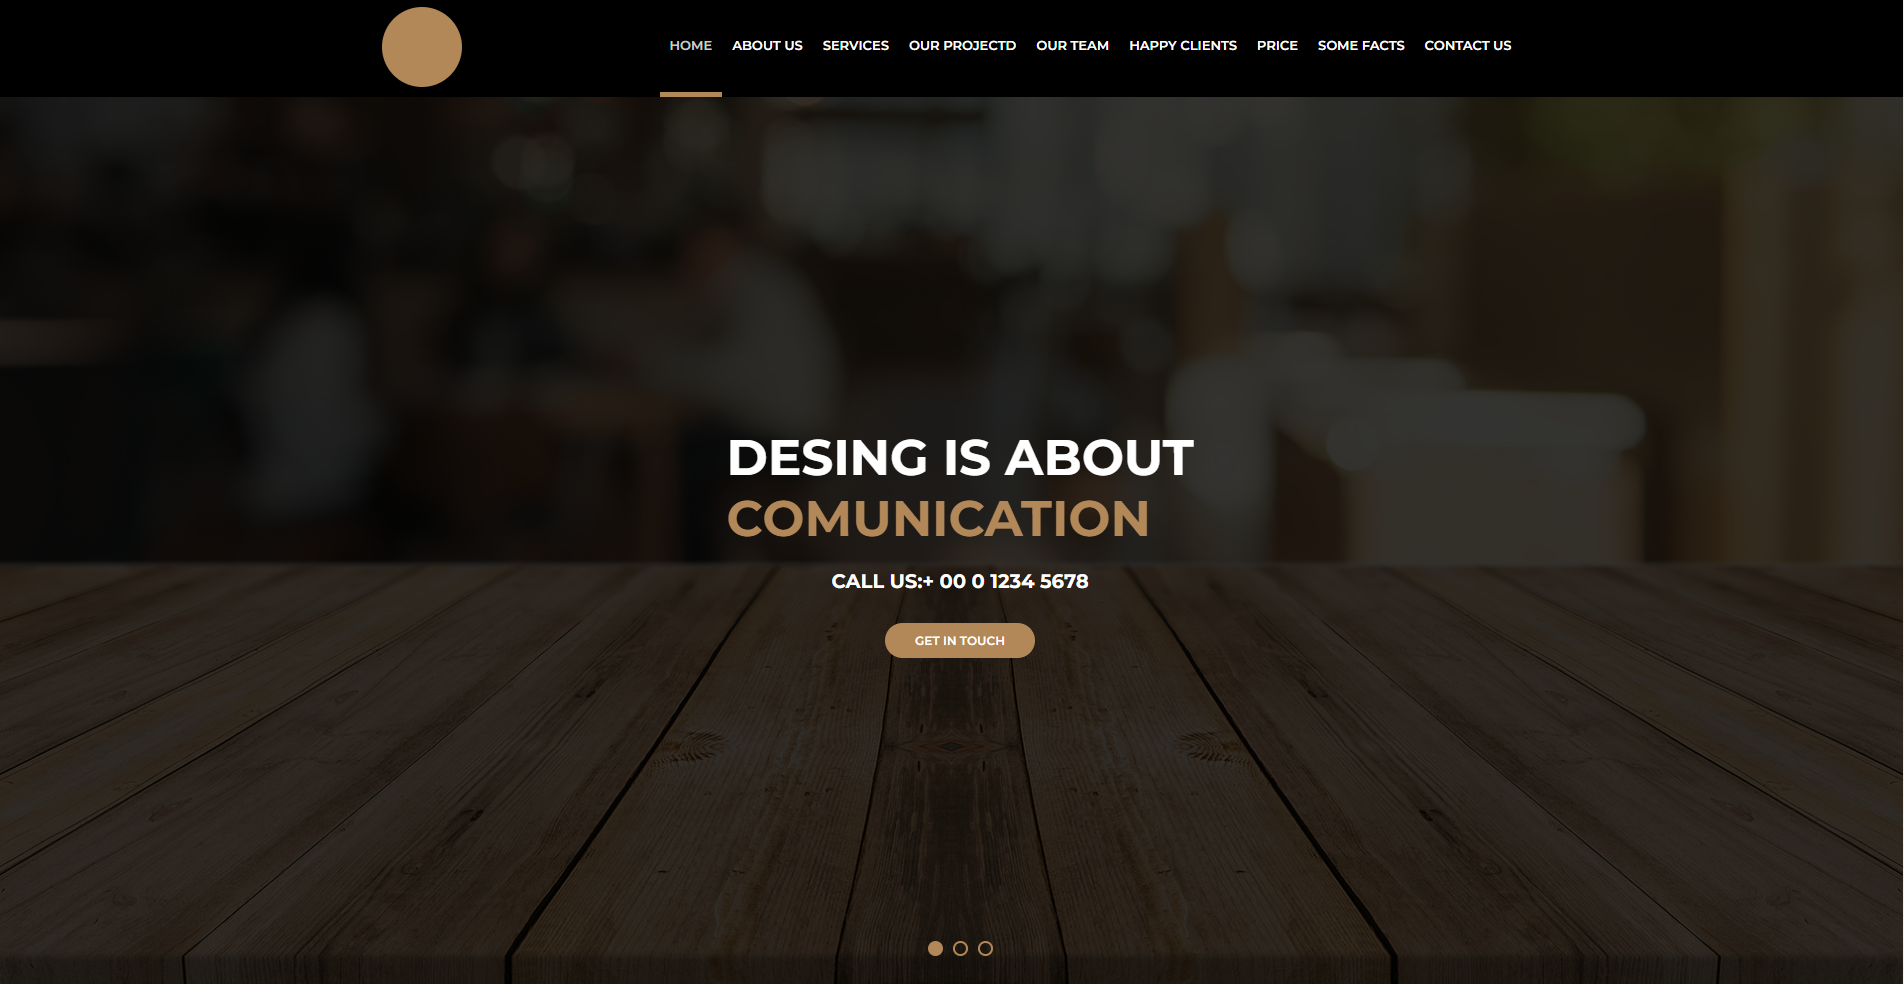 HOME ABOUT US SERVICES OUR PROJECTD OUR TEAM HAPPY CLIENTS PRICE SOME FACTS CONTACT US
DESING IS ABOUT
COMUNICATION
CALL US:+ 00 0 1234 5678
GET IN TOUCH